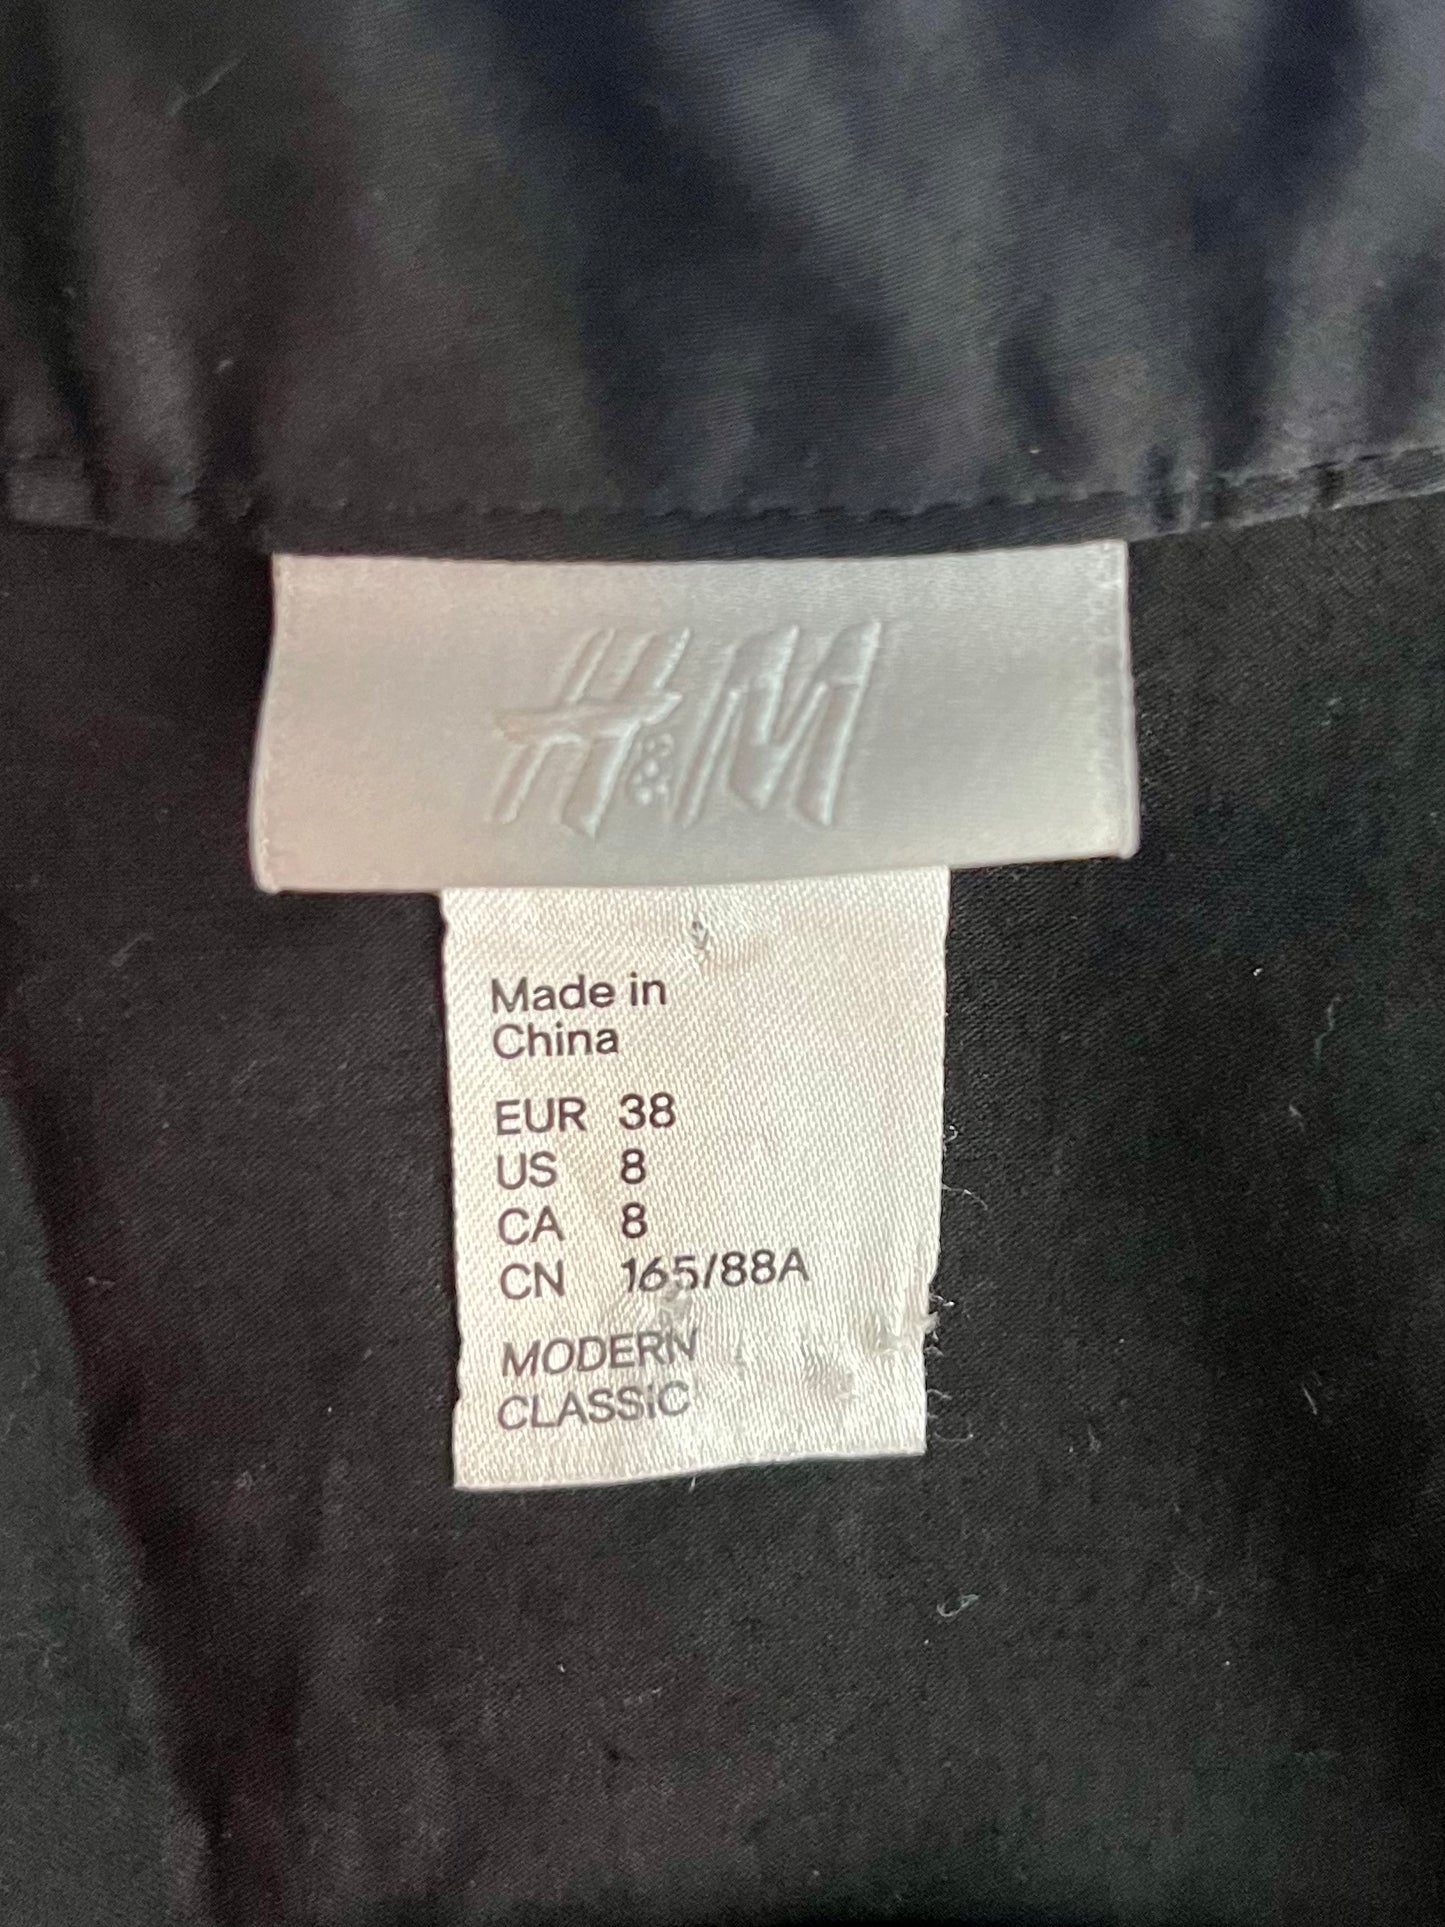 H&M
Made in
China
EUR 38
US 8
CA 8
CN 165/88A
MODERN
CLASSiC